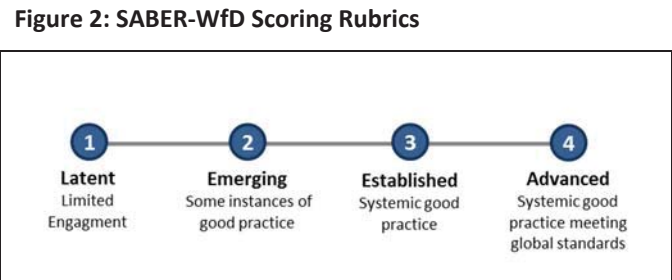 Figure 2: SABER-WfD Scoring Rubrics
1
2
3
4
Latent
Limited
Engagment
Emerging
Some instances of
good practice
Established
Systemic good
practice
Advanced
Systemic good
practice meeting
global standards